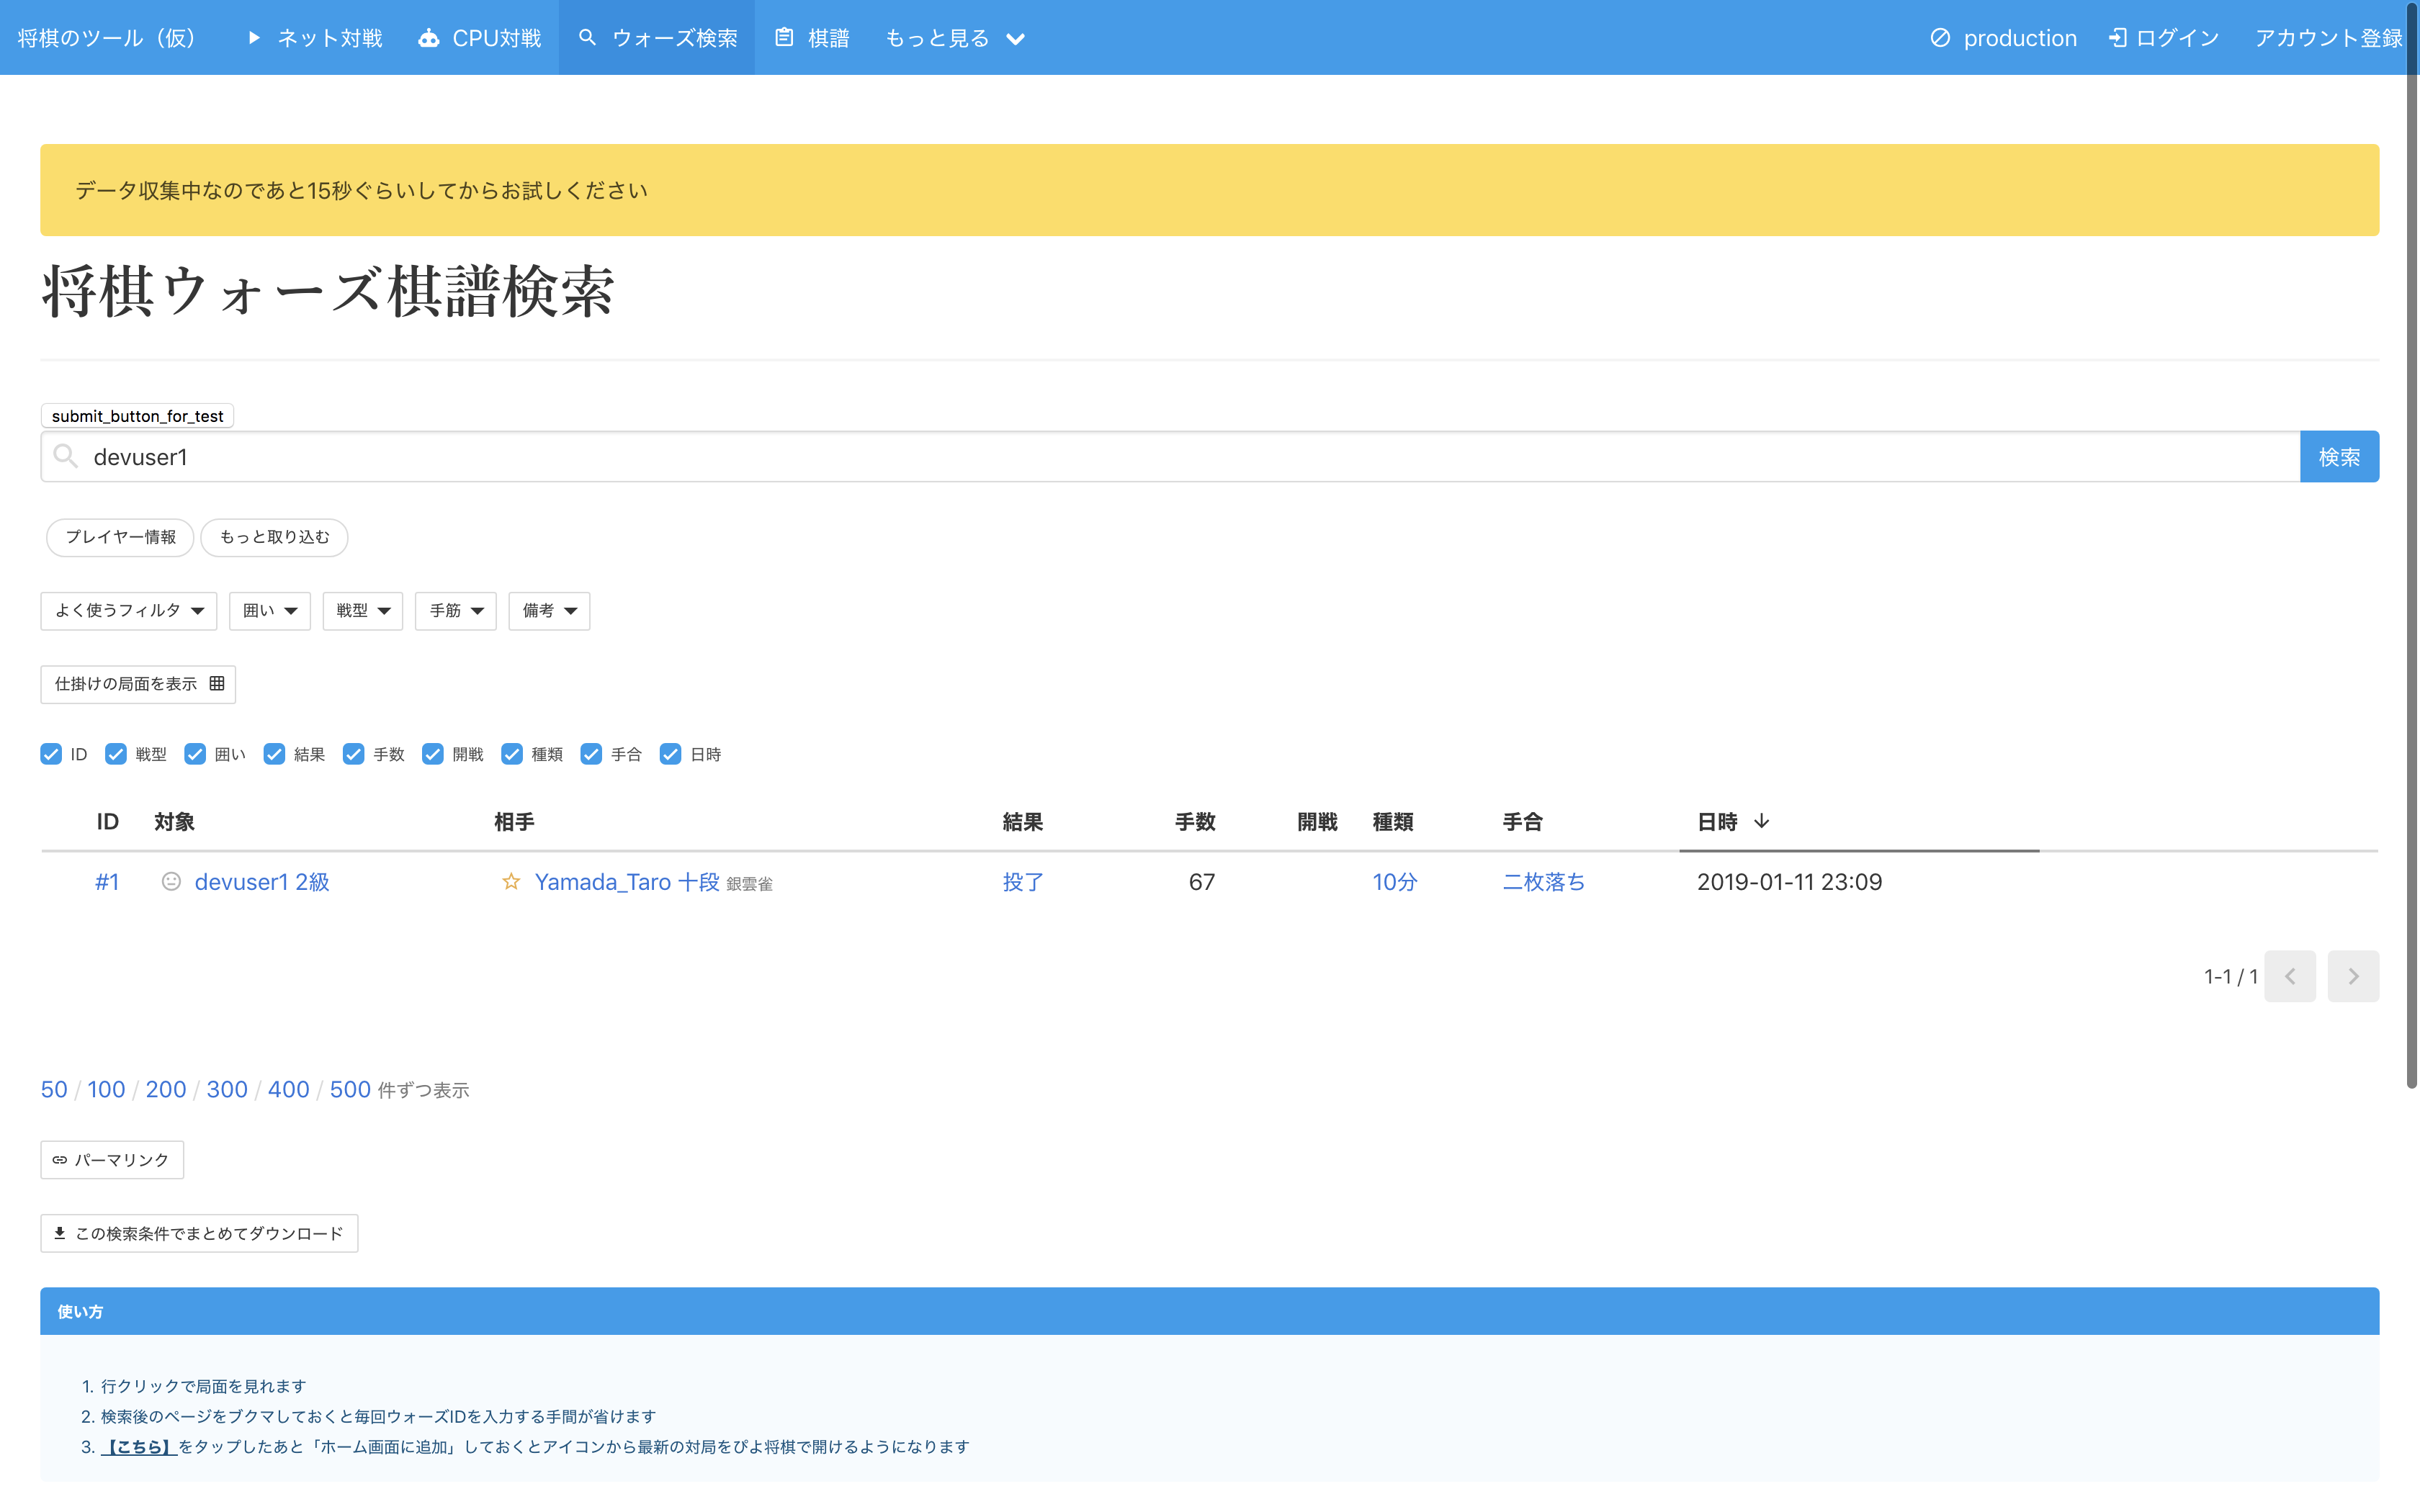 将棋のツール（仮） ネット対戦 CPU対戦 ウォーズ検索 棋譜 もっと見る production ログイン アカウント登録
データ収集中なのであと15秒ぐらいしてからお試しください
将棋ウォーズ棋譜検索
submit_button_for_test
devuser1 検索
プレイヤー情報 もっと取り込む
よく使うフィルタ 囲い 戦型 手筋 備考
仕掛けの局面を表示
ID 戦型 囲い 結果 手数 開戦 種類 手合 日時
ID 対象 相手 結果 手数 開戦 種類 手合 日時
#1 devuser1 2級 Yamada_Taro 十段 銀雲雀 投了 67 10分 二枚落ち 2019-01-11 23:09
1-1 / 1
50 / 100 / 200 / 300 / 400 / 500 件ずつ表示
パーマリンク
この検索条件でまとめてダウンロード
使い方
1. 行クリックで局面を見れます
2. 検索後のページをブクマしておくと毎回ウォーズIDを入力する手間が省けます
3. 【こちら】をタップしたあと「ホーム画面に追加」しておくとアイコンから最新の対局をぴよ将棋で開けるようになります